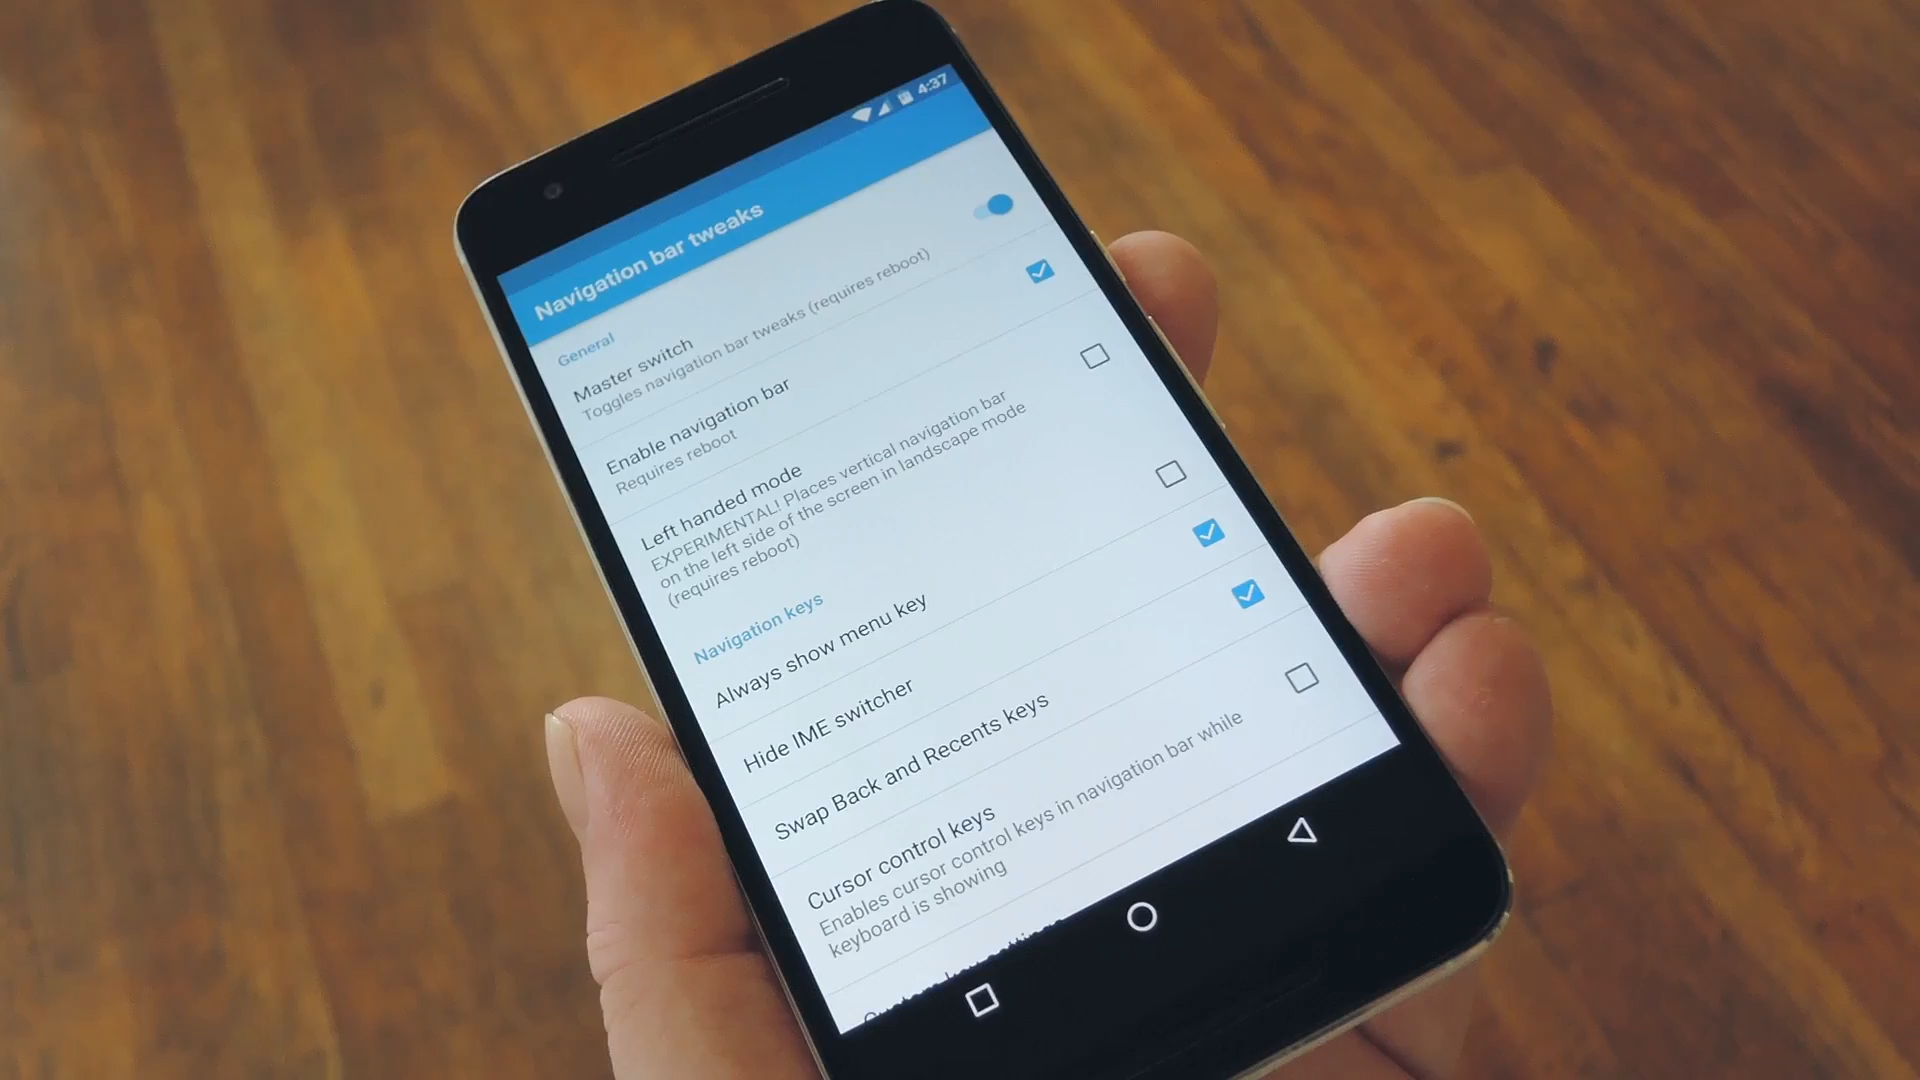 4:37
Navigation bar tweaks
General
Master switch
Toggles navigation bar tweaks (requires reboot)
Enable navigation bar
Requires reboot
Left handed mode
EXPERIMENTAL! Places vertical navigation bar
on the left side of the screen in landscape mode
(requires reboot)
Navigation keys
Always show menu key
Hide IME switcher
Swap Back and Recents keys
Cursor control keys
Enables cursor control keys in navigation bar while
keyboard is showing